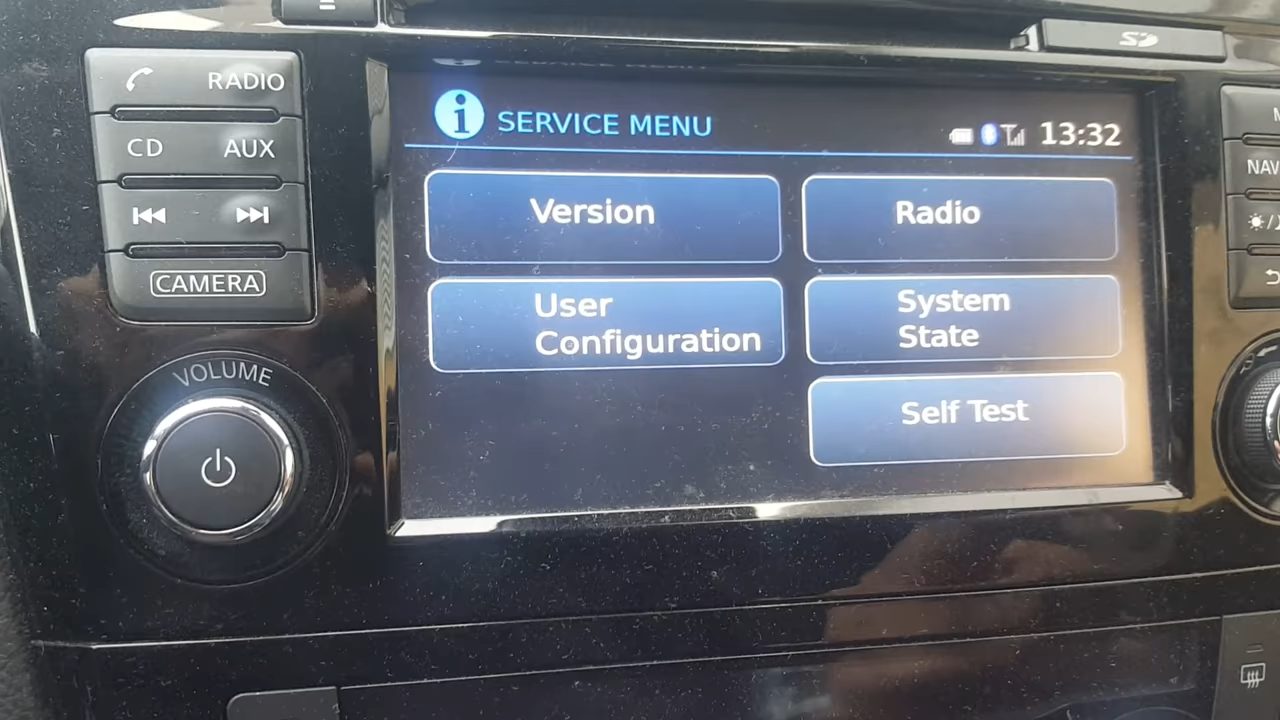 SD
RADIO
CD AUX
CAMERA
VOLUME
SERVICE MENU
13:32
Version
Radio
User
Configuration
System
State
Self Test
NAV